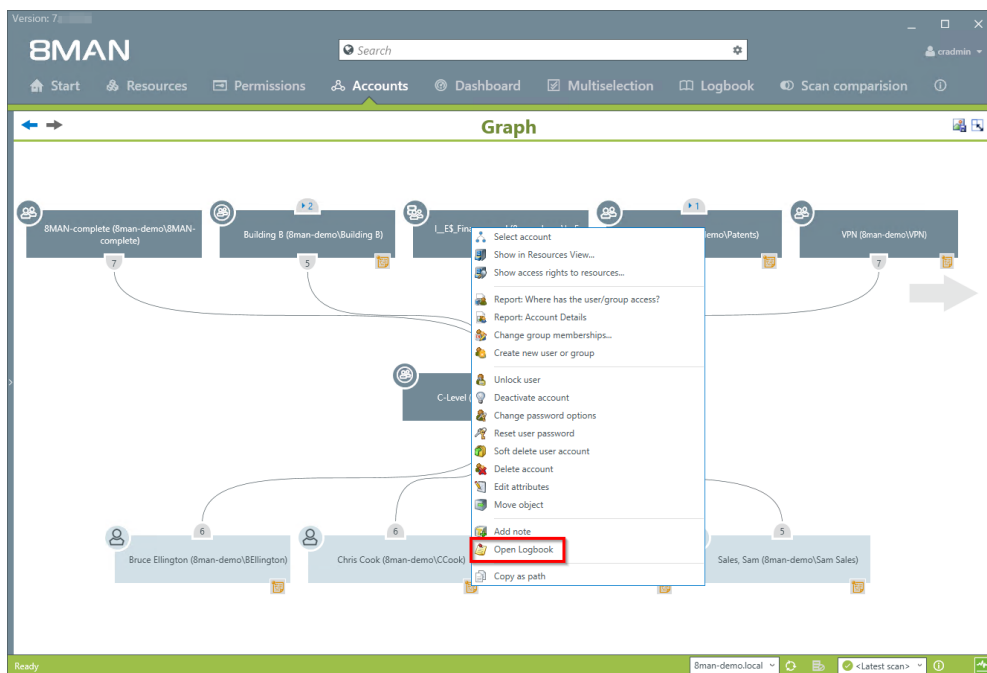 Version: 7
8MAN
Search
cradmin
Start
Resources
Permissions
Accounts
Dashboard
Multiselection
Logbook
Scan comparision
Graph
2
1
8MAN-complete (8man-demo\8MAN-
complete)
Building B (8man-demo\Building B)
emo\Patents)
VPN (8man-demo\VPN)
7
5
7
Select account
Show in Resources View...
Show access rights to resources...
Report: Where has the user/group access?
Report: Account Details
Change group memberships...
Create new user or group
C-Level (
Unlock user
Deactivate account
Change password options
Reset user password
Soft delete user account
Delete account
Edit attributes
Move object
Add note
Open Logbook
Copy as path
6
6
5
Bruce Ellington (8man-demo\BEllington)
Chris Cook (8man-demo\CCook)
Sales, Sam (8man-demo\Sam Sales)
Ready
8man-demo.local
<Latest scan>